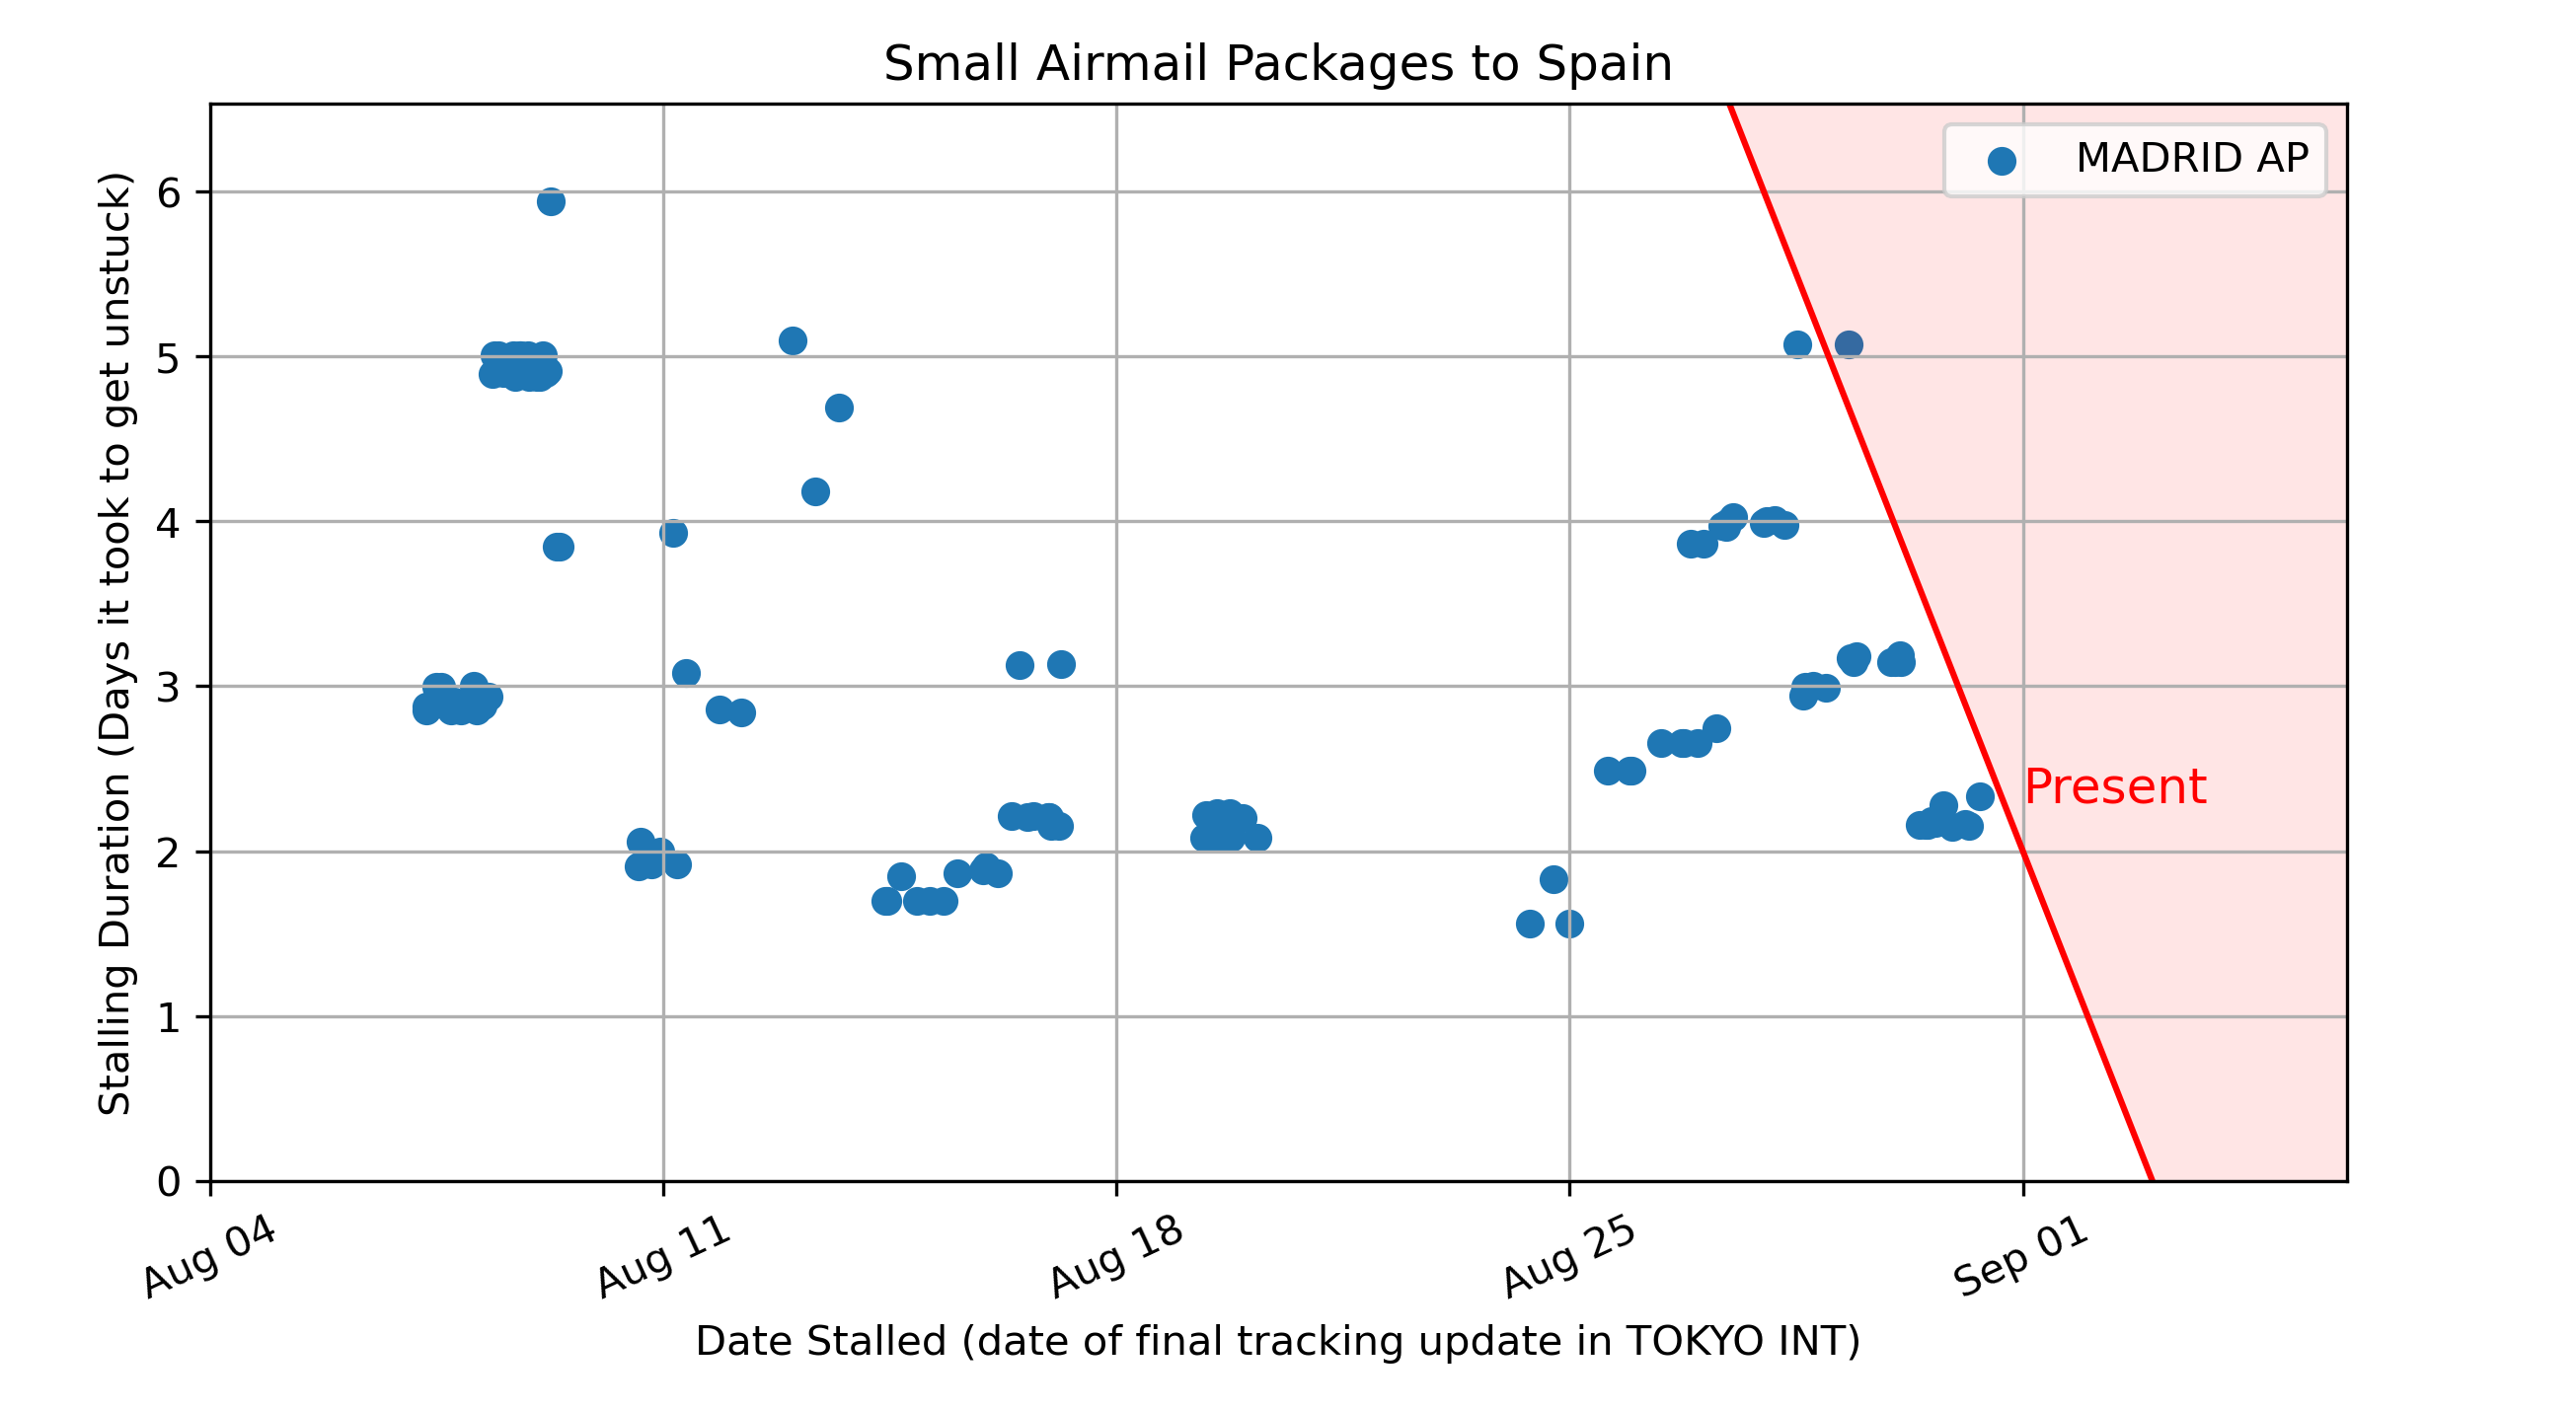 Small Airmail Packages to Spain
MADRID AP
Stalling Duration (Days it took to get unstuck)
6
5
4
3
2
1
0
Present
Aug 04
Aug 11
Aug 18
Aug 25
Sep 01
Date Stalled (date of final tracking update in TOKYO INT)